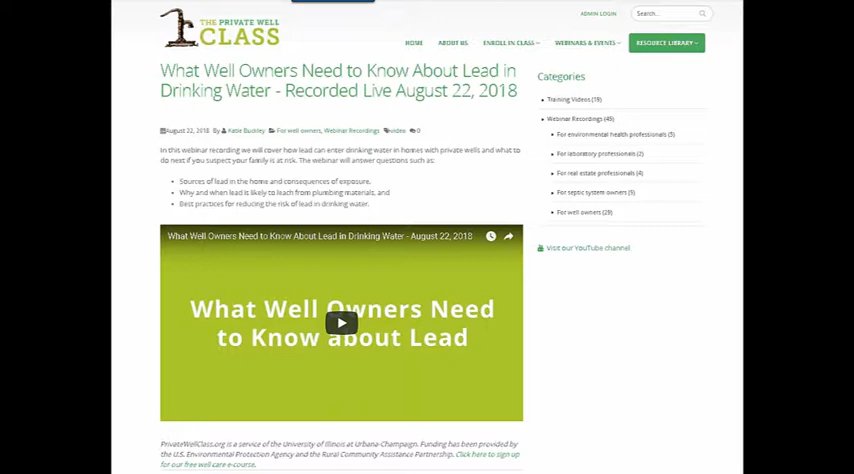 THE PRIVATE WELL
CLASS
ADMIN LOGIN
Search...
HOME ABOUT US ENROLL IN CLASS WEBINARS & EVENTS RESOURCE LIBRARY
What Well Owners Need to Know About Lead in
Drinking Water - Recorded Live August 22, 2018
August 22, 2018 By Katie Buckley For well owners, Webinar Recordings video 0
In this webinar recording we will cover how lead can enter drinking water in homes with private wells and what to
do next if you suspect your family is at risk. The webinar will answer questions such as:
Sources of lead in the home and consequences of exposure,
Why and when lead is likely to leach from plumbing materials, and
Best practices for reducing the risk of lead in drinking water.
What Well Owners Need to Know About Lead in Drinking Water - August 22, 2018
What Well Owners Need
to Know about Lead
PrivateWellClass.org is a service of the University of Illinois at Urbana-Champaign. Funding has been provided by
the U.S. Environmental Protection Agency and the Rural Community Assistance Partnership. Click here to sign up
for our free well care e-course.
Categories
Training Videos (19)
Webinar Recordings (49)
For environmental health professionals (5)
For laboratory professionals (2)
For real estate professionals (4)
For septic system owners (5)
For well owners (29)
Visit our YouTube channel